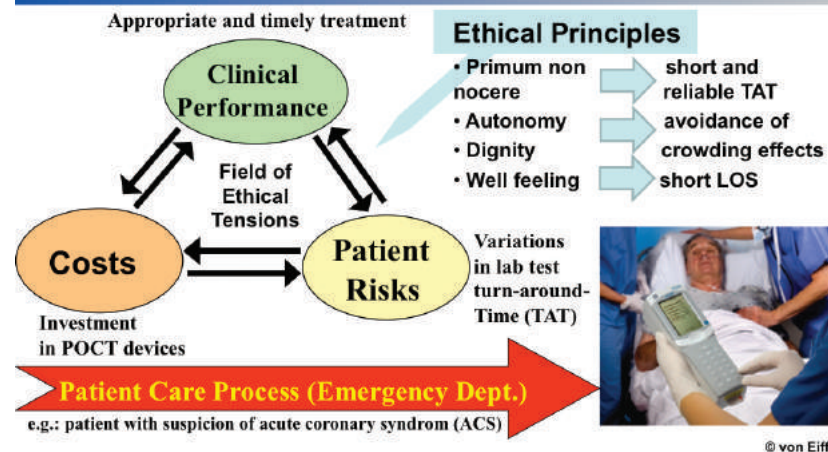 Appropriate and timely treatment
Ethical Principles
Clinical
Performance
• Primum non
nocere
short and
reliable TAT
• Autonomy
avoidance of
• Dignity
crowding effects
• Well feeling
short LOS
Field of
Ethical
Tensions
Costs
Patient
Risks
Variations
in lab test
turn-around-
Time (TAT)
Investment
in POCT devices
Patient Care Process (Emergency Dept.)
e.g.: patient with suspicion of acute coronary syndrom (ACS)
© von Eiff